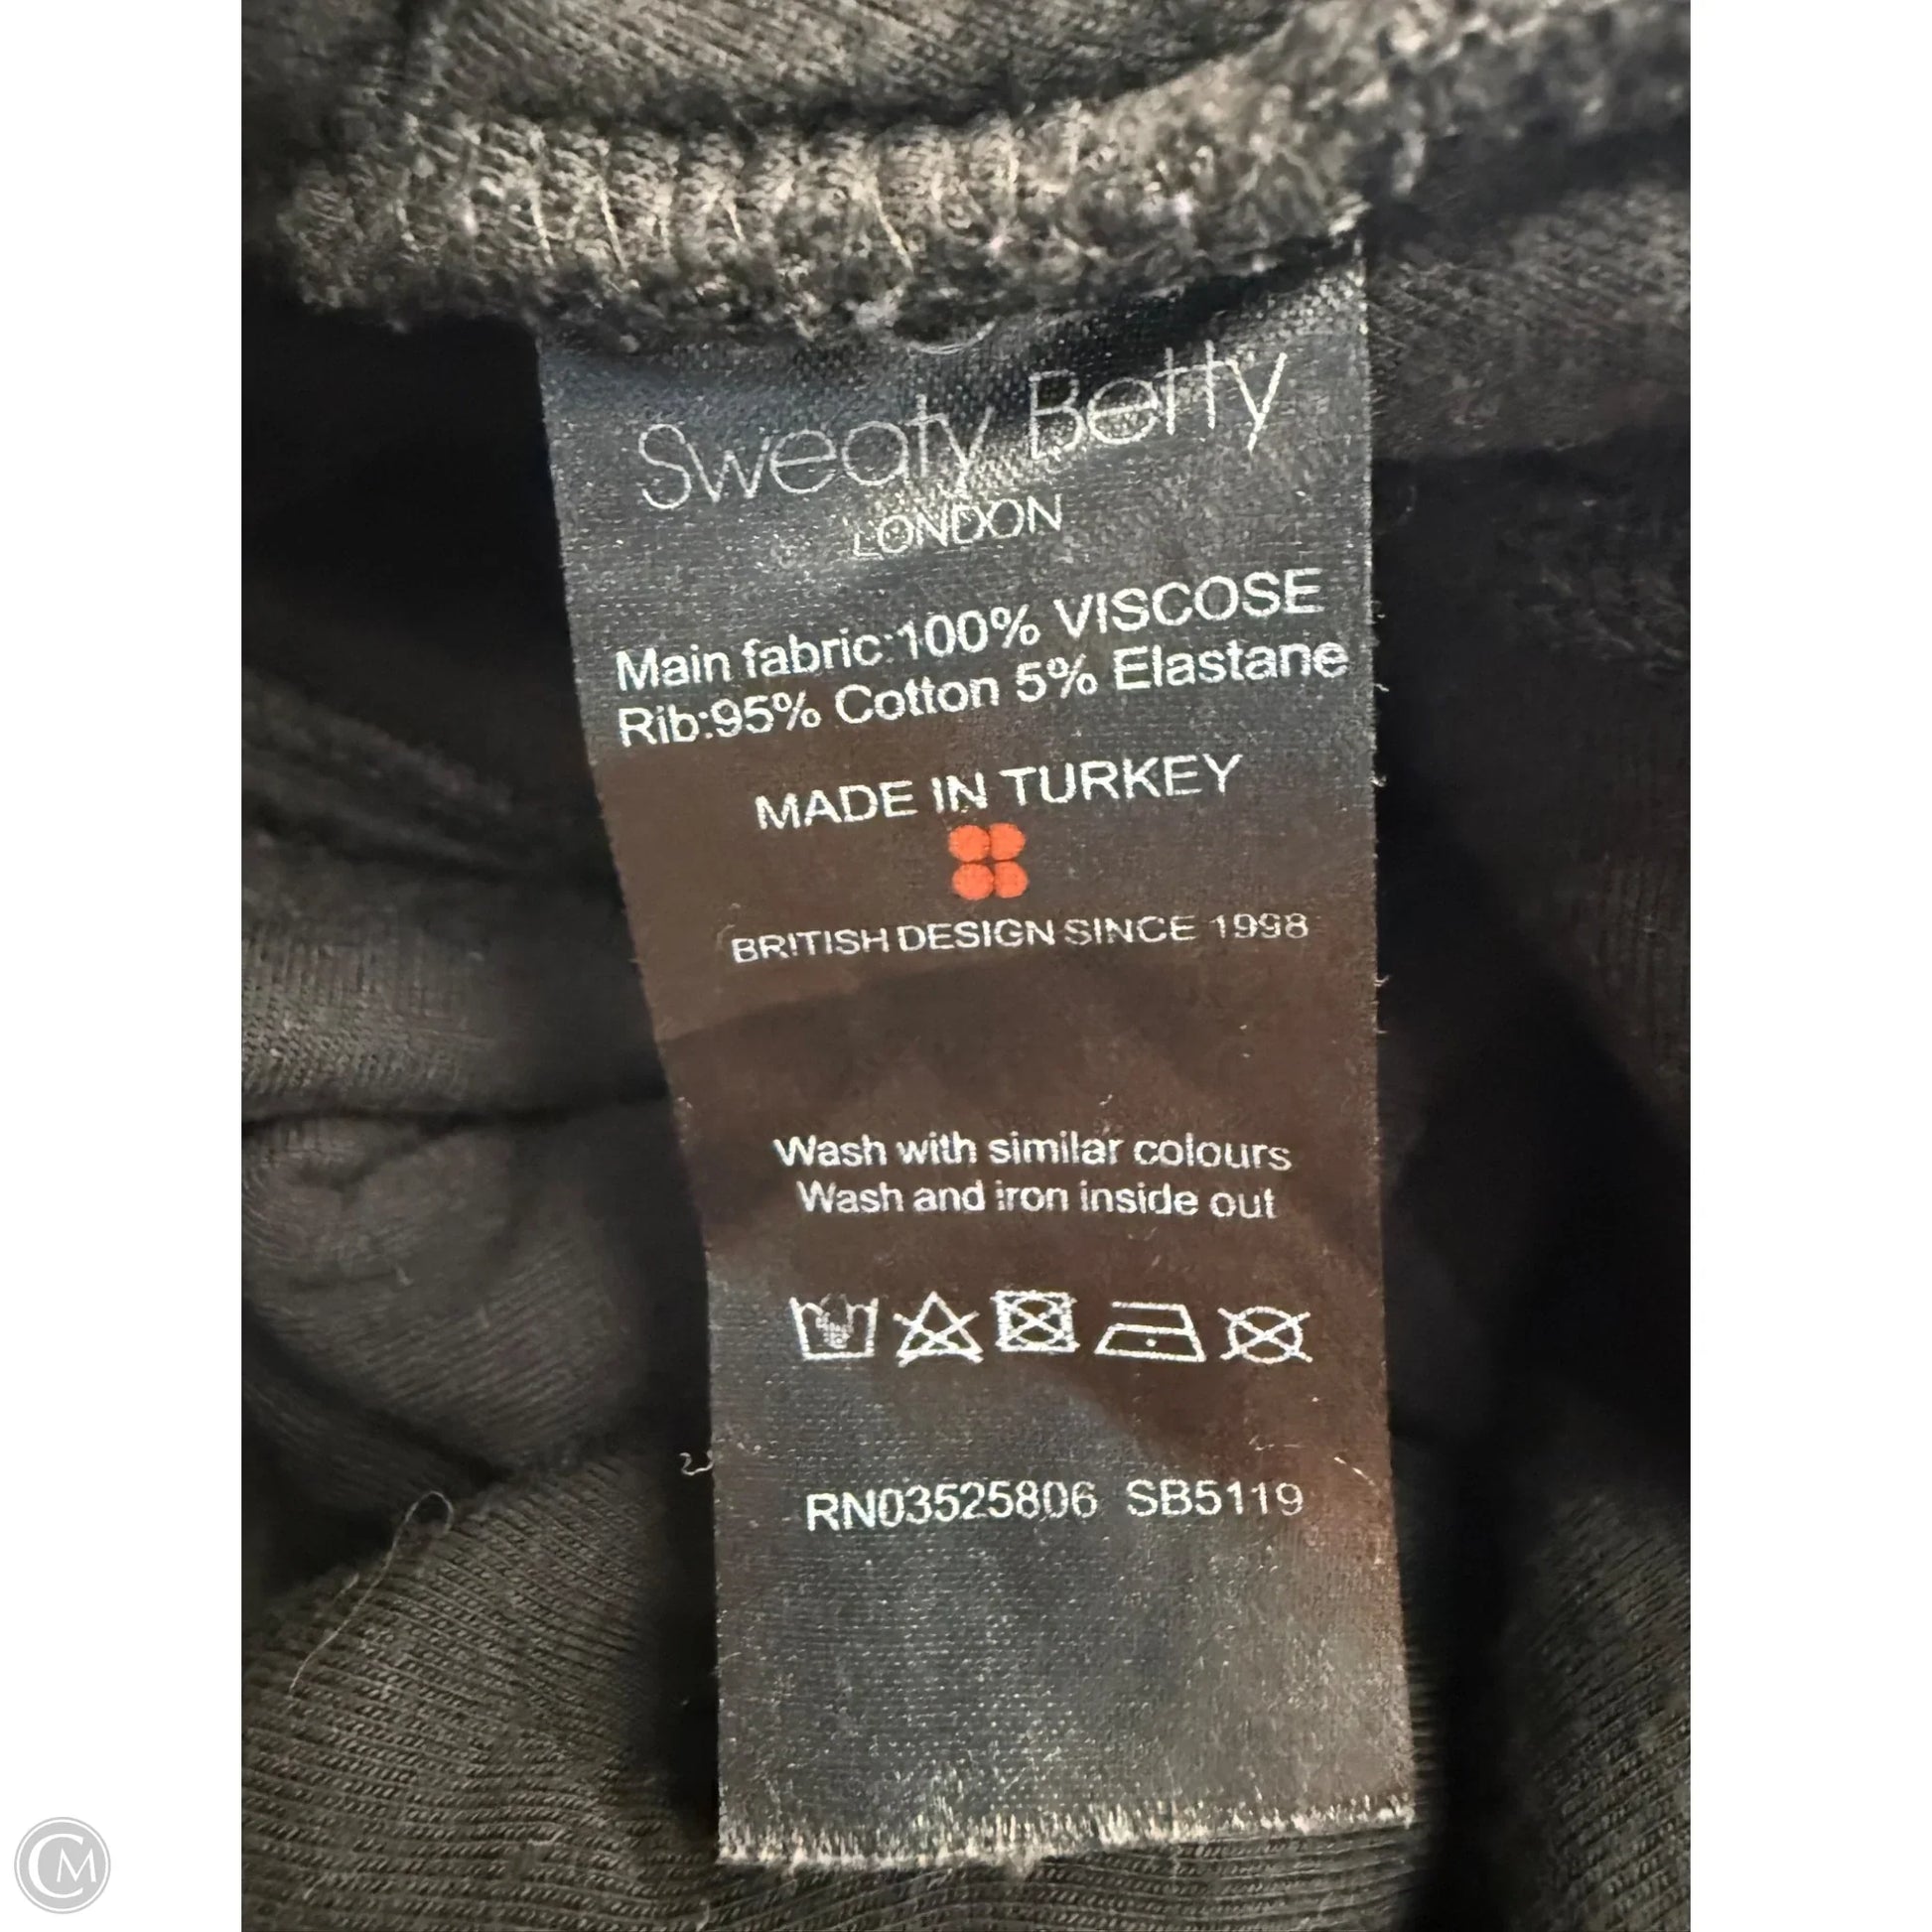 Sweaty Betty
LONDON
Main fabric:100% VISCOSE
Rib:95% Cotton 5% Elastane
MADE IN TURKEY
BRITISH DESIGN SINCE 1998
Wash with similar colours
Wash and iron inside out
RN03525806 SB5119
CM